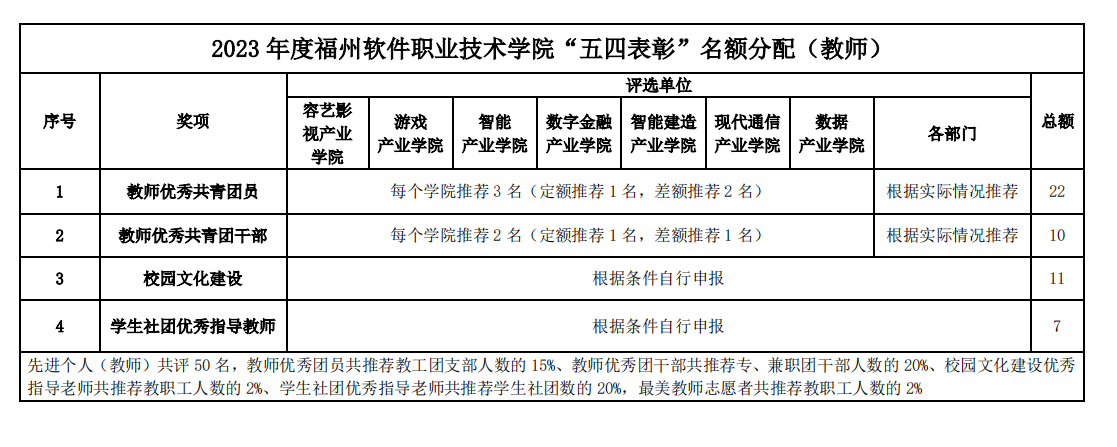 2023 年度福州软件职业技术学院“五四表彰”名额分配（教师）
序号
奖项
评选单位
总额
容艺影
视产业
学院
游戏
产业学院
智能
产业学院
数字金融
产业学院
智能建造
产业学院
现代通信
产业学院
数据
产业学院
各部门
1
教师优秀共青团员
每个学院推荐 3 名（定额推荐 1 名，差额推荐 2 名）
根据实际情况推荐
22
2
教师优秀共青团干部
每个学院推荐 2 名（定额推荐 1 名，差额推荐 1 名）
根据实际情况推荐
10
3
校园文化建设
根据条件自行申报
11
4
学生社团优秀指导教师
根据条件自行申报
7
先进个人（教师）共评 50 名，教师优秀团员共推荐教工团支部人数的 15%、教师优秀团干部共推荐专、兼职团干部人数的 20%、校园文化建设优秀
指导老师共推荐教职工人数的 2%、学生社团优秀指导老师共推荐学生社团数的 20%，最美教师志愿者共推荐教职工人数的 2%